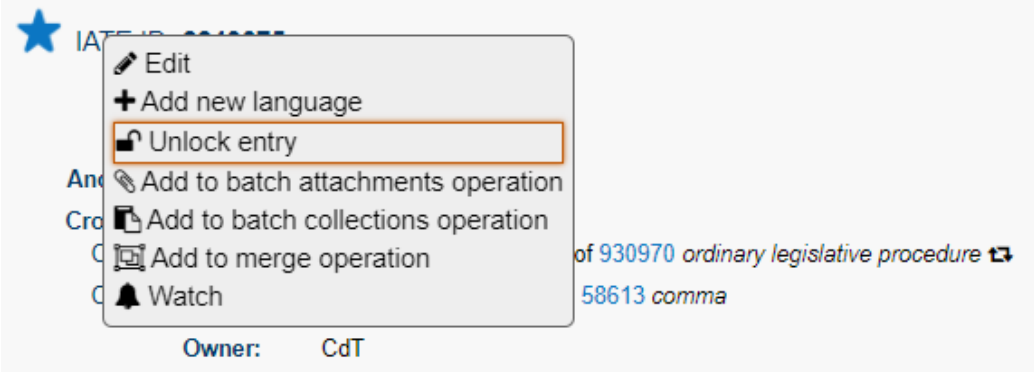 IATE ID
Edit
Add new language
Unlock entry
Add to batch attachments operation
Add to batch collections operation
Add to merge operation
of 930970 ordinary legislative procedure
Watch
58613 comma
Owner: CdT